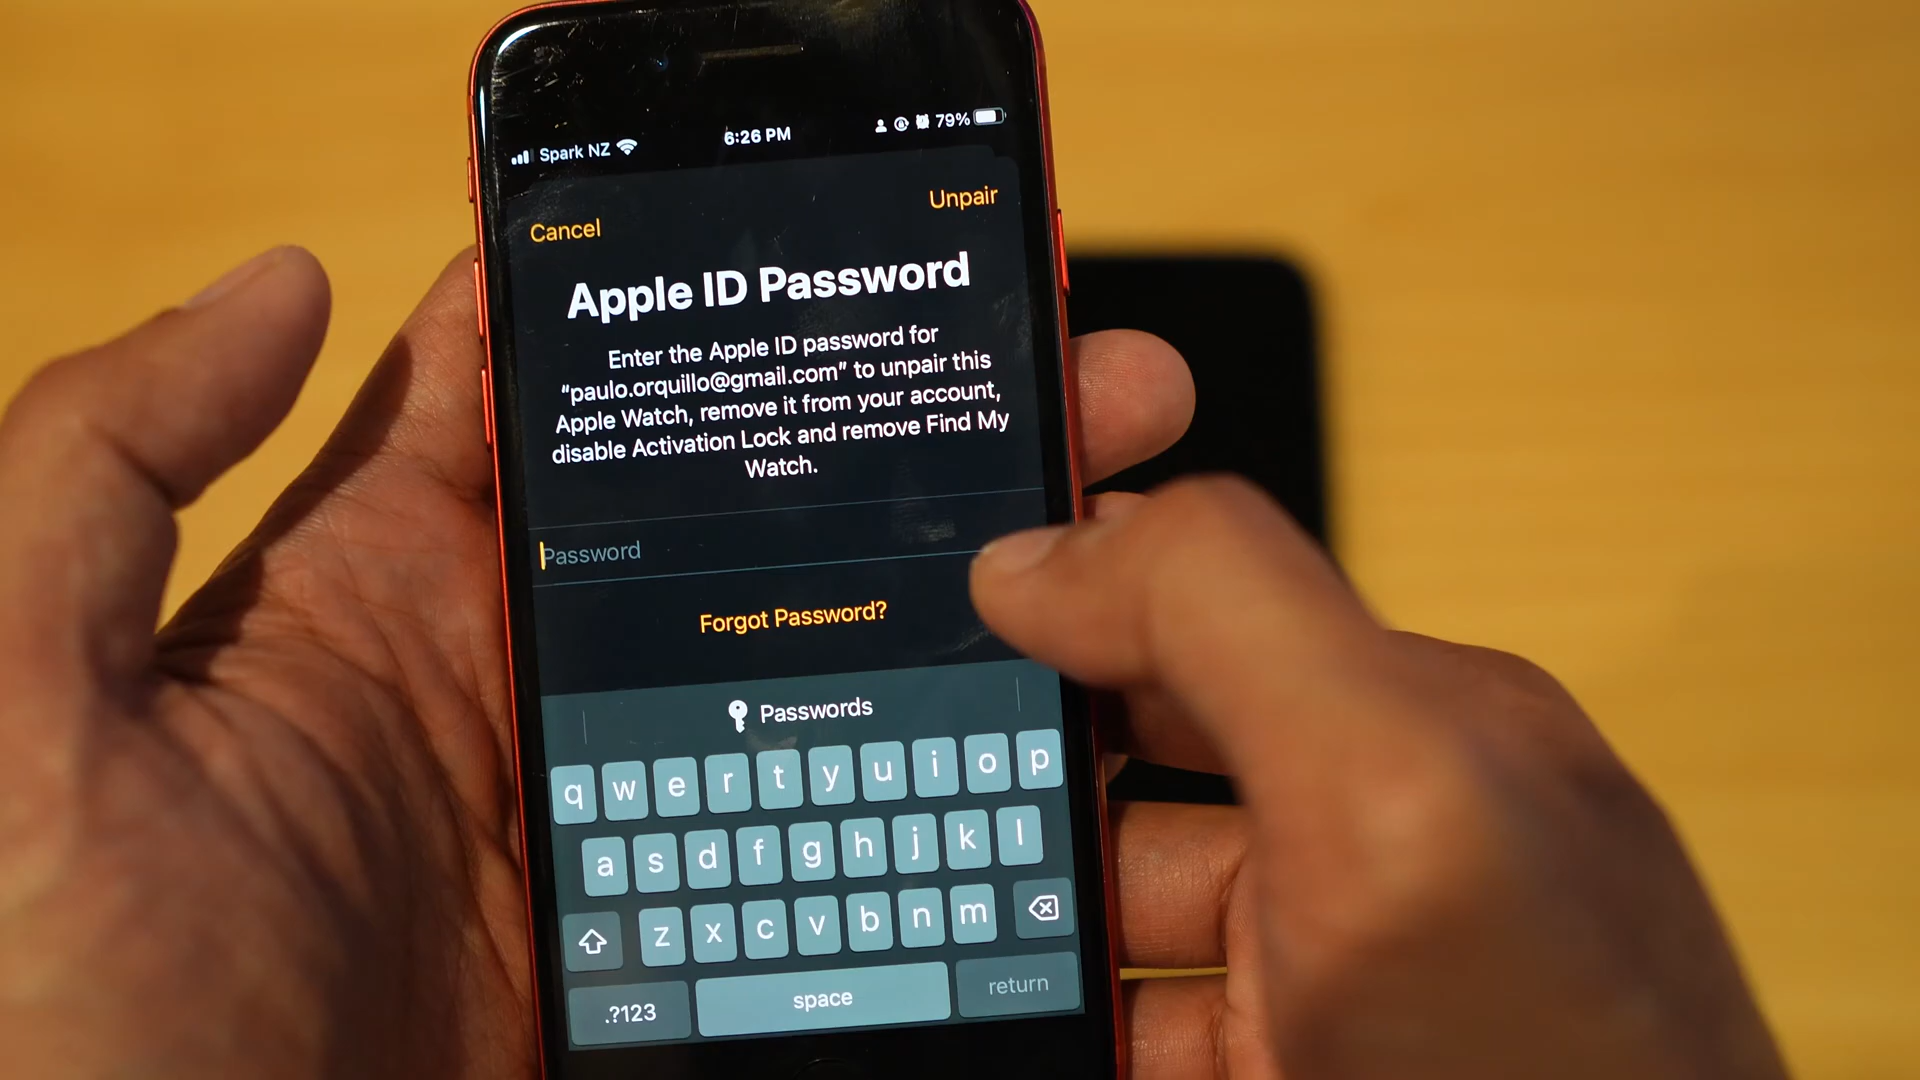 Spark NZ 6:26 PM 79%
Cancel Unpair
Apple ID Password
Enter the Apple ID password for
“paulo.orquillo@gmail.com” to unpair this
Apple Watch, remove it from your account,
disable Activation Lock and remove Find My
Watch.
Password
Forgot Password?
Passwords
q w e r t y u i o p
a s d f g h j k l
z x c v b n m
.?123 space return